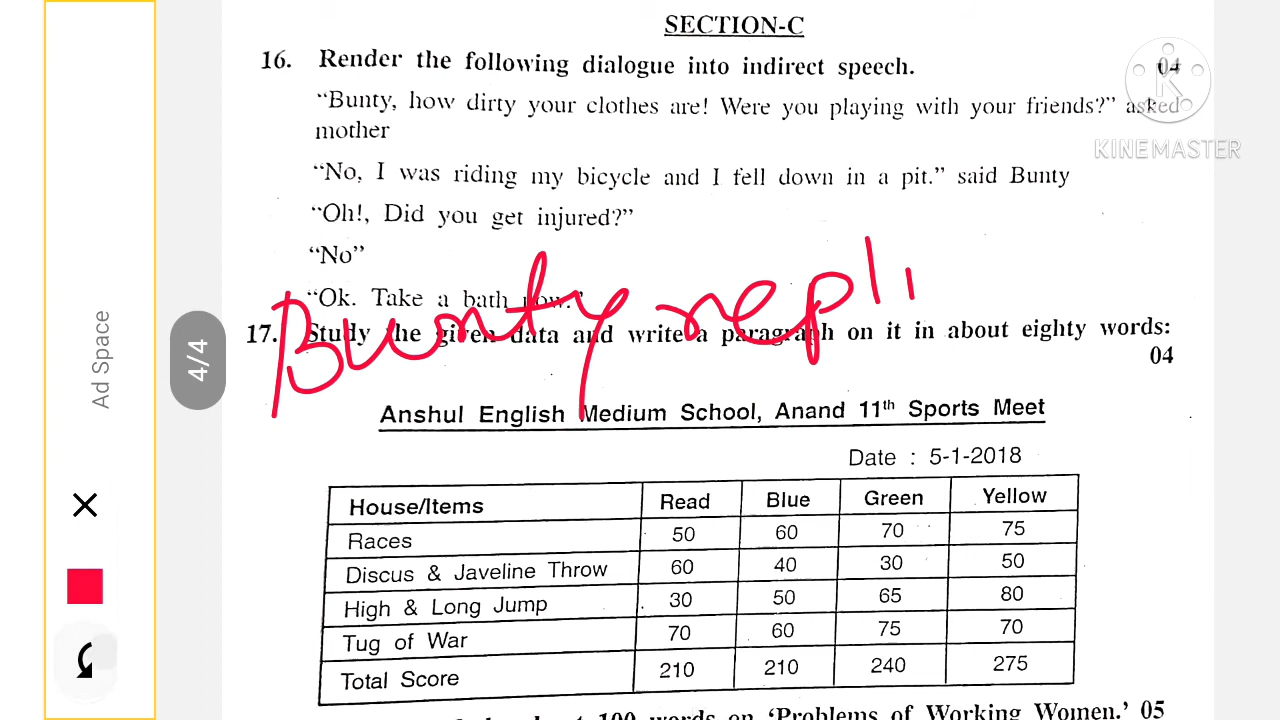 SECTION-C
16. Render the following dialogue into indirect speech. 04
"Bunty, how dirty your clothes are! Were you playing with your friends?" asked
mother
"No, I was riding my bicycle and I fell down in a pit." said Bunty
"Oh!, Did you get injured?"
"No"
"Ok. Take a bath now."
Bunty repl
17. Study the given data and write a paragraph on it in about eighty words:
04
Anshul English Medium School, Anand 11th Sports Meet
Date : 5-1-2018
House/Items Read Blue Green Yellow
Races 50 60 70 75
Discus & Javeline Throw 60 40 30 50
High & Long Jump 30 50 65 80
Tug of War 70 60 75 70
Total Score 210 210 240 275
about 100 words on 'Problems of Working Women.' 05
KINEMASTER
Ad Space
4/4